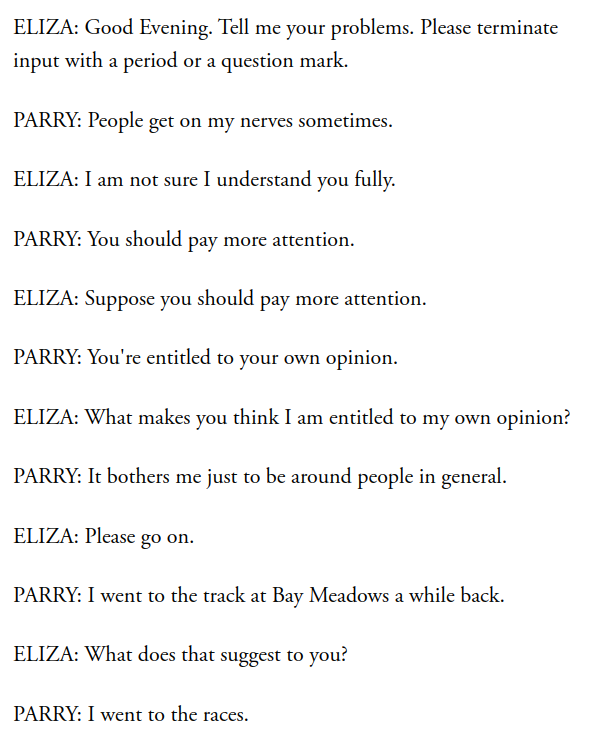 ELIZA: Good Evening. Tell me your problems. Please terminate
input with a period or a question mark.
PARRY: People get on my nerves sometimes.
ELIZA: I am not sure I understand you fully.
PARRY: You should pay more attention.
ELIZA: Suppose you should pay more attention.
PARRY: You're entitled to your own opinion.
ELIZA: What makes you think I am entitled to my own opinion?
PARRY: It bothers me just to be around people in general.
ELIZA: Please go on.
PARRY: I went to the track at Bay Meadows a while back.
ELIZA: What does that suggest to you?
PARRY: I went to the races.